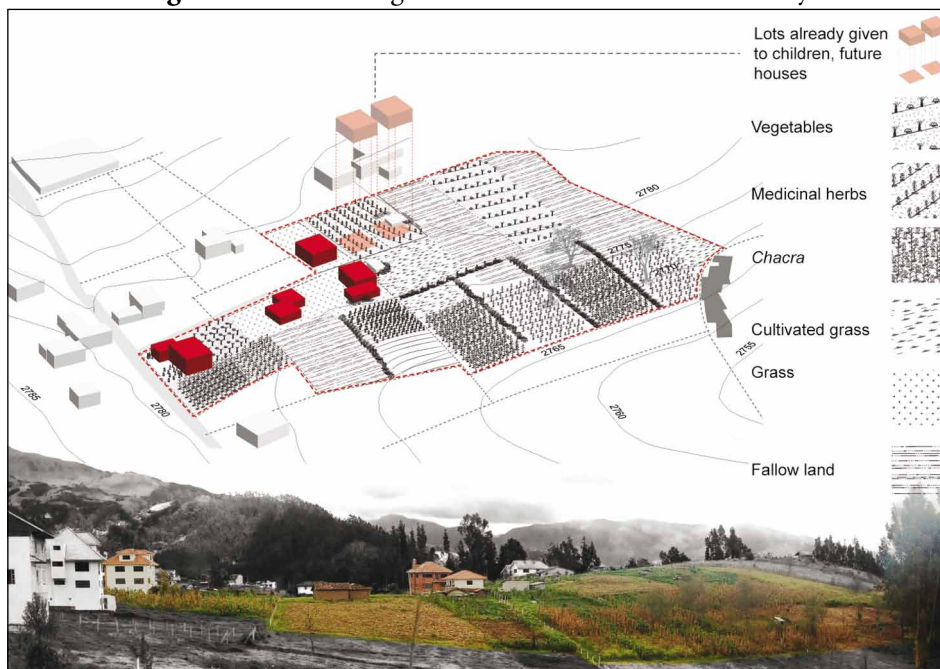 Lots already given
to children, future
houses
Vegetables
Medicinal herbs
Chacra
Cultivated grass
Grass
Fallow land
2780
2775
2770
2765
2755
2760
2785
2780